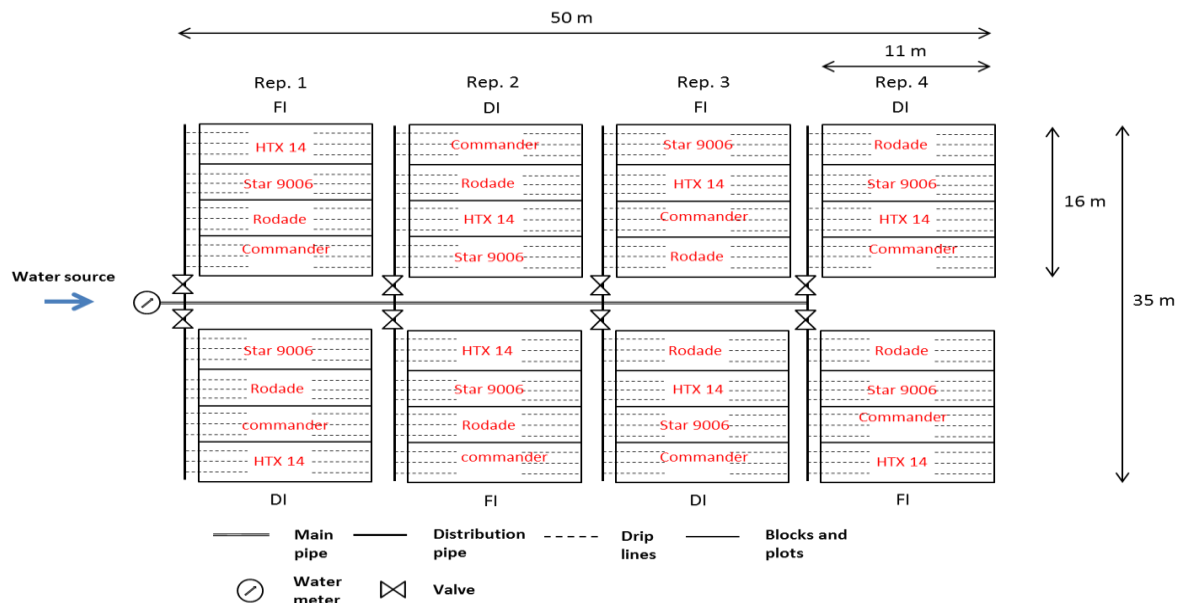 50 m
11 m
Rep. 1 Rep. 2 Rep. 3 Rep. 4
FI DI FI DI
HTX 14 Commander Star 9006 Rodade
Star 9006 Rodade HTX 14 Star 9006
Rodade HTX 14 Commander HTX 14
Commander Star 9006 Rodade Commander
16 m
Water source
35 m
Star 9006 HTX 14 Rodade Rodade
Rodade Star 9006 HTX 14 Star 9006
commander Rodade Star 9006 Commander
HTX 14 commander Commander HTX 14
DI FI DI FI
Main pipe
Distribution pipe
Drip lines
Blocks and plots
Water meter
Valve